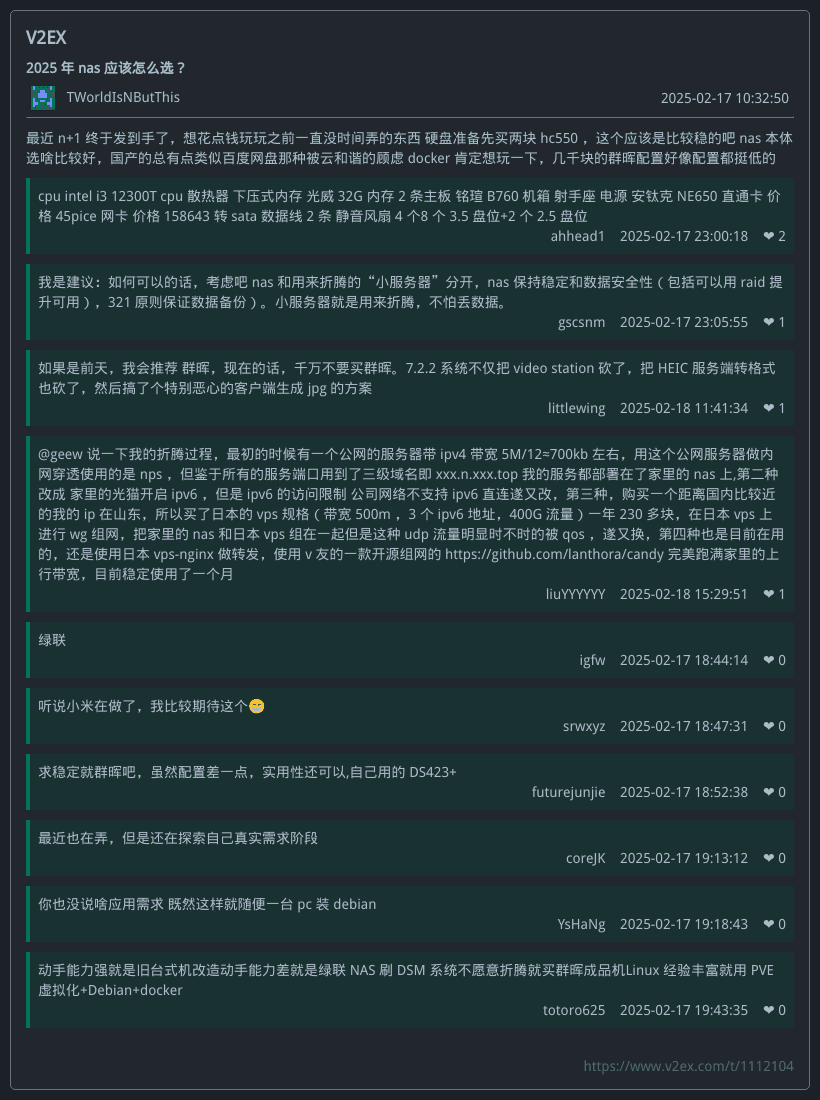 V2EX
2025 年 nas 应该怎么选？
TWorldIsNButThis 2025-02-17 10:32:50
最近 n+1 终于发到手了，想花点钱玩玩之前一直没时间弄的东西 硬盘准备先买两块 hc550 ，这个应该是比较稳的吧 nas 本体
选啥比较好，国产的总有点类似百度网盘那种被云和谐的顾虑 docker 肯定想玩一下，几千块的群晖配置好像配置都挺低的
cpu intel i3 12300T cpu 散热器 下压式内存 光威 32G 内存 2 条主板 铭瑄 B760 机箱 射手座 电源 安钛克 NE650 直通卡 价
格 45pice 网卡 价格 158643 转 sata 数据线 2 条 静音风扇 4 个8 个 3.5 盘位+2 个 2.5 盘位
ahhead1 2025-02-17 23:00:18 ❤ 2
我是建议：如何可以的话，考虑吧 nas 和用来折腾的“小服务器”分开，nas 保持稳定和数据安全性（包括可以用 raid 提
升可用），321 原则保证数据备份）。小服务器就是用来折腾，不怕丢数据。
gscsnm 2025-02-17 23:05:55 ❤ 1
如果是前天，我会推荐 群晖，现在的话，千万不要买群晖。7.2.2 系统不仅把 video station 砍了，把 HEIC 服务端转格式
也砍了，然后搞了个特别恶心的客户端生成 jpg 的方案
littlewing 2025-02-18 11:41:34 ❤ 1
@geew 说一下我的折腾过程，最初的时候有一个公网的服务器带 ipv4 带宽 5M/12≈700kb 左右，用这个公网服务器做内
网穿透使用的是 nps ，但鉴于所有的服务端口用到了三级域名即 xxx.n.xxx.top 我的服务都部署在了家里的 nas 上,第二种
改成 家里的光猫开启 ipv6 ，但是 ipv6 的访问限制 公司网络不支持 ipv6 直连遂又改，第三种，购买一个距离国内比较近
的我的 ip 在山东，所以买了日本的 vps 规格（带宽 500m ，3 个 ipv6 地址，400G 流量）一年 230 多块，在日本 vps 上
进行 wg 组网，把家里的 nas 和日本 vps 组在一起但是这种 udp 流量明显时不时的被 qos ，遂又换，第四种也是目前在用
的，还是使用日本 vps-nginx 做转发，使用 v 友的一款开源组网的 https://github.com/lanthora/candy 完美跑满家里的上
行带宽，目前稳定使用了一个月
liuYYYYYY 2025-02-18 15:29:51 ❤ 1
绿联
igfw 2025-02-17 18:44:14 ❤ 0
听说小米在做了，我比较期待这个😁
srwxyz 2025-02-17 18:47:31 ❤ 0
求稳定就群晖吧，虽然配置差一点，实用性还可以,自己用的 DS423+
futurejunjie 2025-02-17 18:52:38 ❤ 0
最近也在弄，但是还在探索自己真实需求阶段
coreJK 2025-02-17 19:13:12 ❤ 0
你也没说啥应用需求 既然这样就随便一台 pc 装 debian
YsHaNg 2025-02-17 19:18:43 ❤ 0
动手能力强就是旧台式机改造动手能力差就是绿联 NAS 刷 DSM 系统不愿意折腾就买群晖成品机Linux 经验丰富就用 PVE
虚拟化+Debian+docker
totoro625 2025-02-17 19:43:35 ❤ 0
https://www.v2ex.com/t/1112104